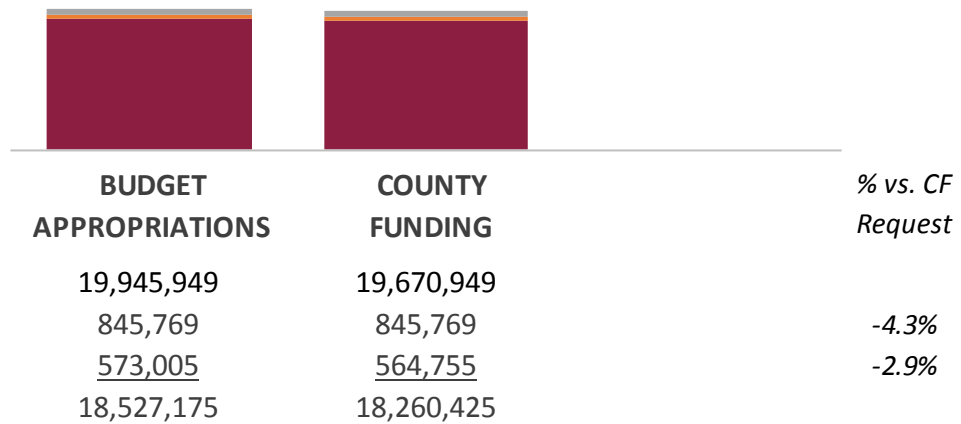 BUDGET COUNTY % vs. CF
APPROPRIATIONS FUNDING Request
19,945,949 19,670,949
845,769 845,769 -4.3%
573,005 564,755 -2.9%
18,527,175 18,260,425